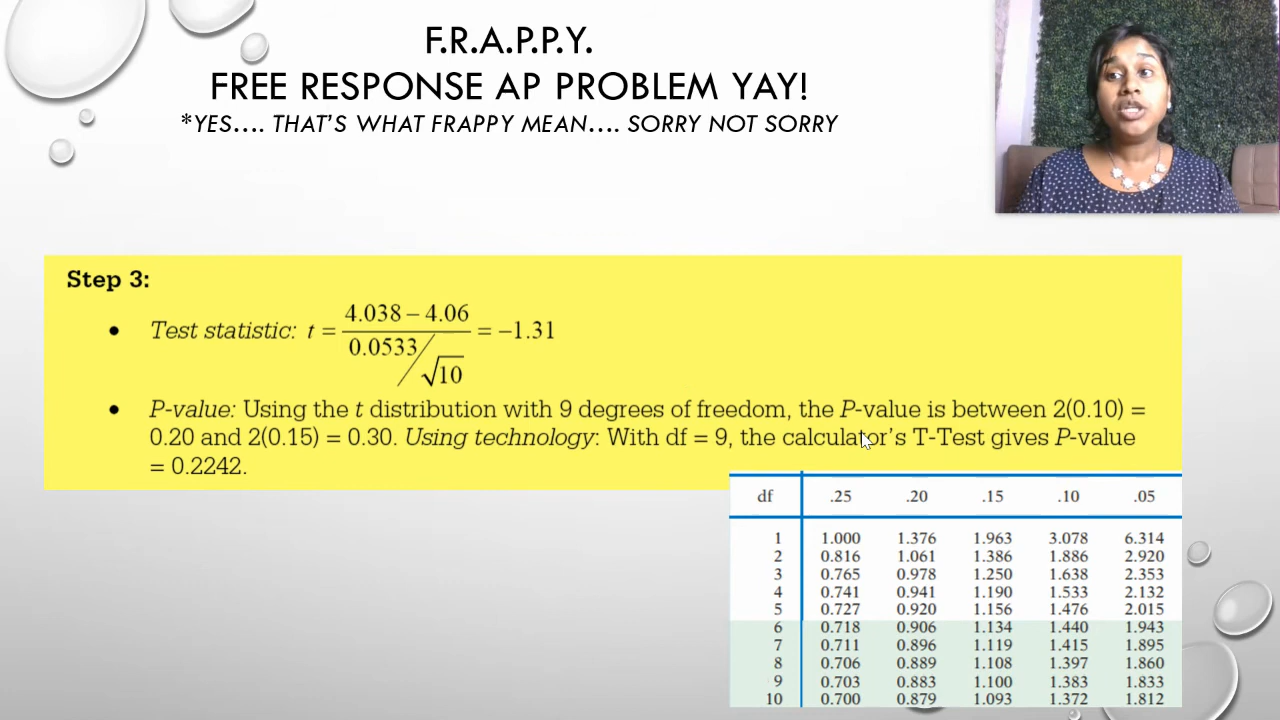 F.R.A.P.P.Y.
FREE RESPONSE AP PROBLEM YAY!
*YES.... THAT'S WHAT FRAPPY MEAN.... SORRY NOT SORRY
Step 3:
• Test statistic: t = (4.038 – 4.06) / (0.0533/√10) = –1.31
• P-value: Using the t distribution with 9 degrees of freedom, the P-value is between 2(0.10) =
0.20 and 2(0.15) = 0.30. Using technology: With df = 9, the calculator's T-Test gives P-value
= 0.2242.
df .25 .20 .15 .10 .05
1 1.000 1.376 1.963 3.078 6.314
2 0.816 1.061 1.386 1.886 2.920
3 0.765 0.978 1.250 1.638 2.353
4 0.741 0.941 1.190 1.533 2.132
5 0.727 0.920 1.156 1.476 2.015
6 0.718 0.906 1.134 1.440 1.943
7 0.711 0.896 1.119 1.415 1.895
8 0.706 0.889 1.108 1.397 1.860
9 0.703 0.883 1.100 1.383 1.833
10 0.700 0.879 1.093 1.372 1.812